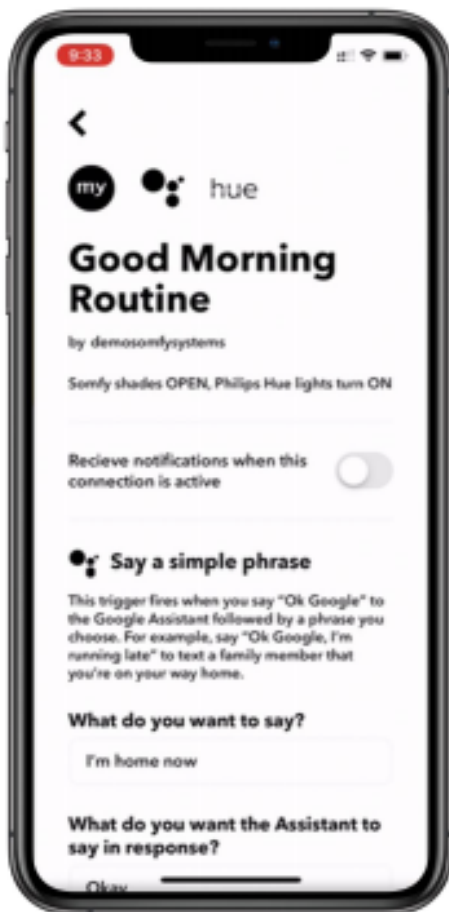 9:33
my hue
Good Morning
Routine
by demosomfysystems
Somfy shades OPEN, Philips Hue lights turn ON
Recieve notifications when this
connection is active
Say a simple phrase
This trigger fires when you say "Ok Google" to
the Google Assistant followed by a phrase you
choose. For example, say "Ok Google, I'm
running late" to text a family member that
you're on your way home.
What do you want to say?
I'm home now
What do you want the Assistant to
say in response?
Okay